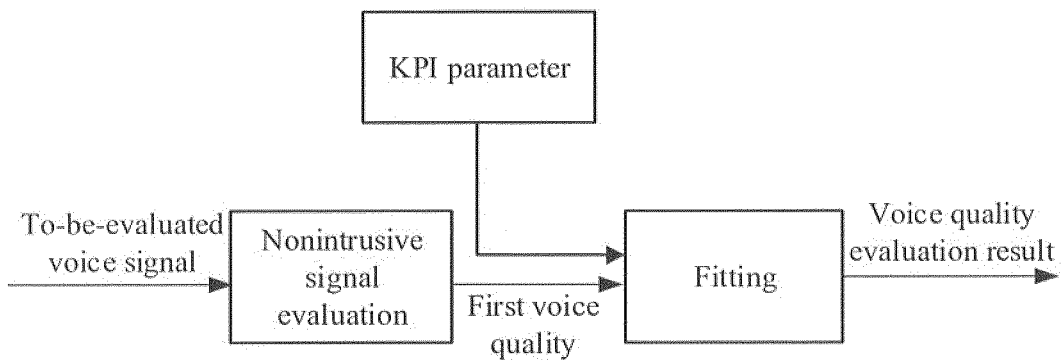 KPI parameter
To-be-evaluated
voice signal
Nonintrusive
signal
evaluation
First voice
quality
Fitting
Voice quality
evaluation result